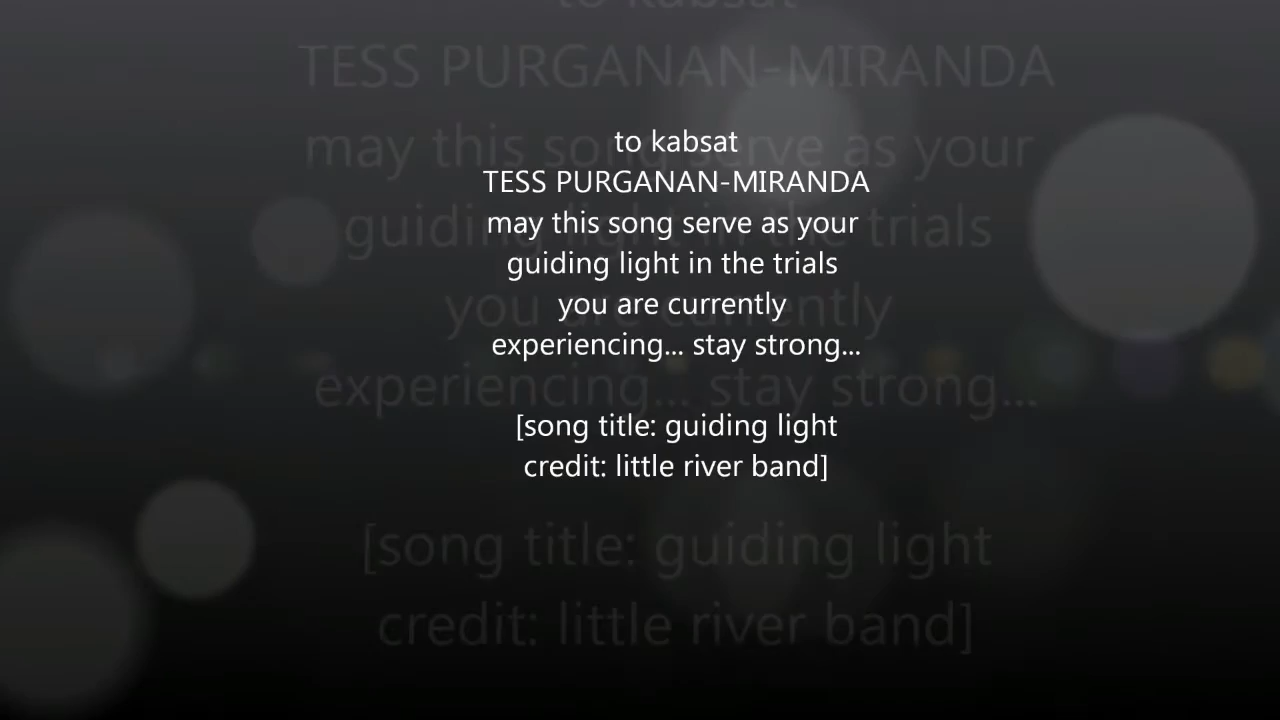 to kabsat
TESS PURGANAN-MIRANDA
may this song serve as your
guiding light in the trials
you are currently
experiencing... stay strong...
[song title: guiding light
credit: little river band]